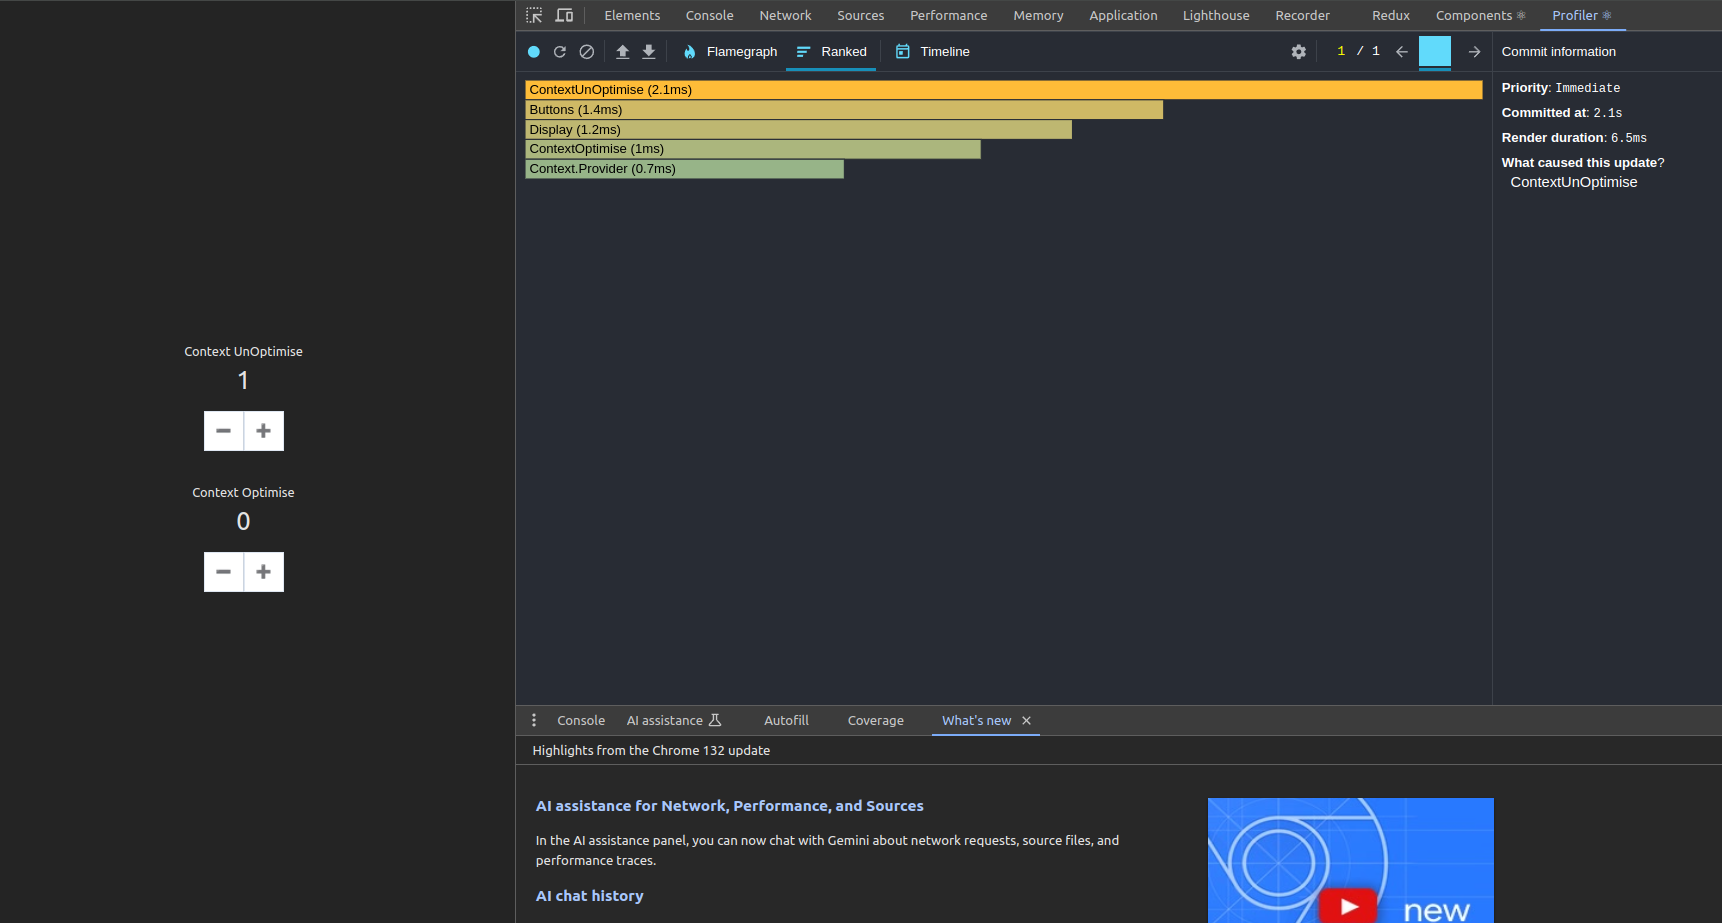 Elements Console Network Sources Performance Memory Application Lighthouse Recorder Redux Components Profiler
Flamegraph Ranked Timeline 1 / 1 Commit information
ContextUnOptimise (2.1ms)
Buttons (1.4ms)
Display (1.2ms)
ContextOptimise (1ms)
Context.Provider (0.7ms)
Priority: Immediate
Committed at: 2.1s
Render duration: 6.5ms
What caused this update?
ContextUnOptimise
Context UnOptimise
1
Context Optimise
0
Console AI assistance Autofill Coverage What's new
Highlights from the Chrome 132 update
AI assistance for Network, Performance, and Sources
In the AI assistance panel, you can now chat with Gemini about network requests, source files, and
performance traces.
AI chat history
new